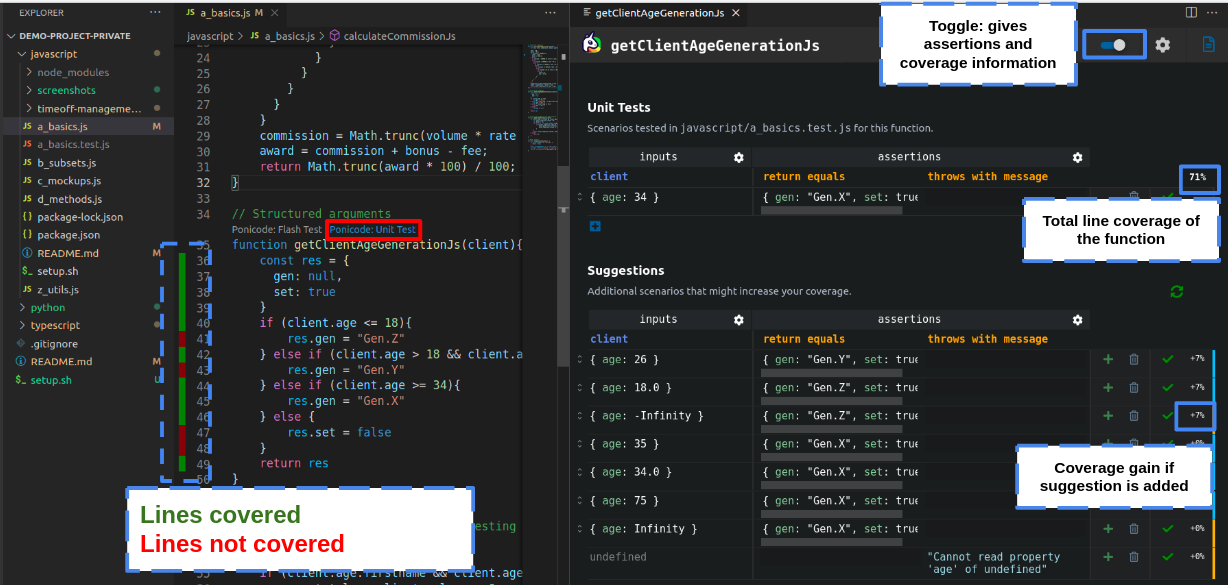 EXPLORER
DEMO-PROJECT-PRIVATE
javascript
node_modules
screenshots
timeoff-manageme...
JS a_basics.js M
JS a_basics.test.js
JS b_subsets.js
JS c_mockups.js
JS d_methods.js
{} package-lock.json
{} package.json
README.md M
$_ setup.sh
JS z_utils.js
python
typescript
.gitignore
README.md M
$_ setup.sh U
JS a_basics.js M
javascript > JS a_basics.js > calculateCommissionJs
24 }
25 }
26 }
27 }
28 }
29 commission = Math.trunc(volume * rate
30 award = commission + bonus - fee;
31 return Math.trunc(award * 100) / 100;
32 }
33
34 // Structured arguments
Ponicode: Flash Test | Ponicode: Unit Test
35 function getClientAgeGenerationJs(client){
36 const res = {
37 gen: null,
38 set: true
39 }
40 if (client.age <= 18){
41 res.gen = "Gen.Z"
42 } else if (client.age > 18 && client.a
43 res.gen = "Gen.Y"
44 } else if (client.age >= 34){
45 res.gen = "Gen.X"
46 } else {
47 res.set = false
48 }
49 return res
50 }
Lines covered
Lines not covered
esting
if (client.age.firstname && client.age
getClientAgeGenerationJs
getClientAgeGenerationJs
Toggle: gives
assertions and
coverage information
Unit Tests
Scenarios tested in javascript/a_basics.test.js for this function.
inputs assertions
client return equals throws with message 71%
{ age: 34 } { gen: "Gen.X", set: true
Total line coverage of
the function
Suggestions
Additional scenarios that might increase your coverage.
inputs assertions
client return equals throws with message
{ age: 26 } { gen: "Gen.Y", set: true +7%
{ age: 18.0 } { gen: "Gen.Z", set: true +7%
{ age: -Infinity } { gen: "Gen.Z", set: true +7%
{ age: 35 } { gen: "Gen.X", set: true +0%
{ age: 34.0 } { gen: "Gen.X", set: true
{ age: 75 } { gen: "Gen.X", set: true
Coverage gain if
suggestion is added
{ age: Infinity } { gen: "Gen.X", set: true +0%
undefined "Cannot read property
'age' of undefined" +0%